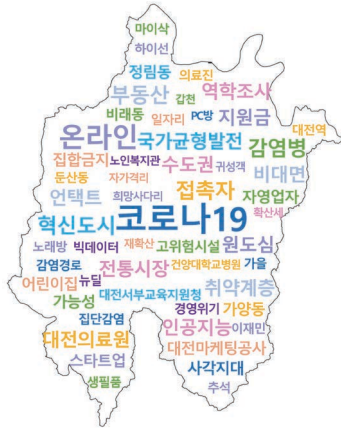 마이삭
하이선
정림동 의료진
부동산 갑천 역학조사
비래동 일자리 PC방 지원금
온라인 국가균형발전 감염병 대전역
집합금지 노인복지관 수도권 귀성객 비대면
둔산동 자가격리 접촉자
언택트 희망사다리 자영업자
혁신도시 코로나19 확산세
노래방 빅데이터 재확산 고위험시설 원도심
감염경로 전통시장 건양대학교병원 가을
어린이집 뉴딜 취약계층
가능성 대전서부교육지원청
집단감염 경영위기 가양동
대전의료원 인공지능 이재민
대전마케팅공사
스타트업 사각지대
생필품 추석